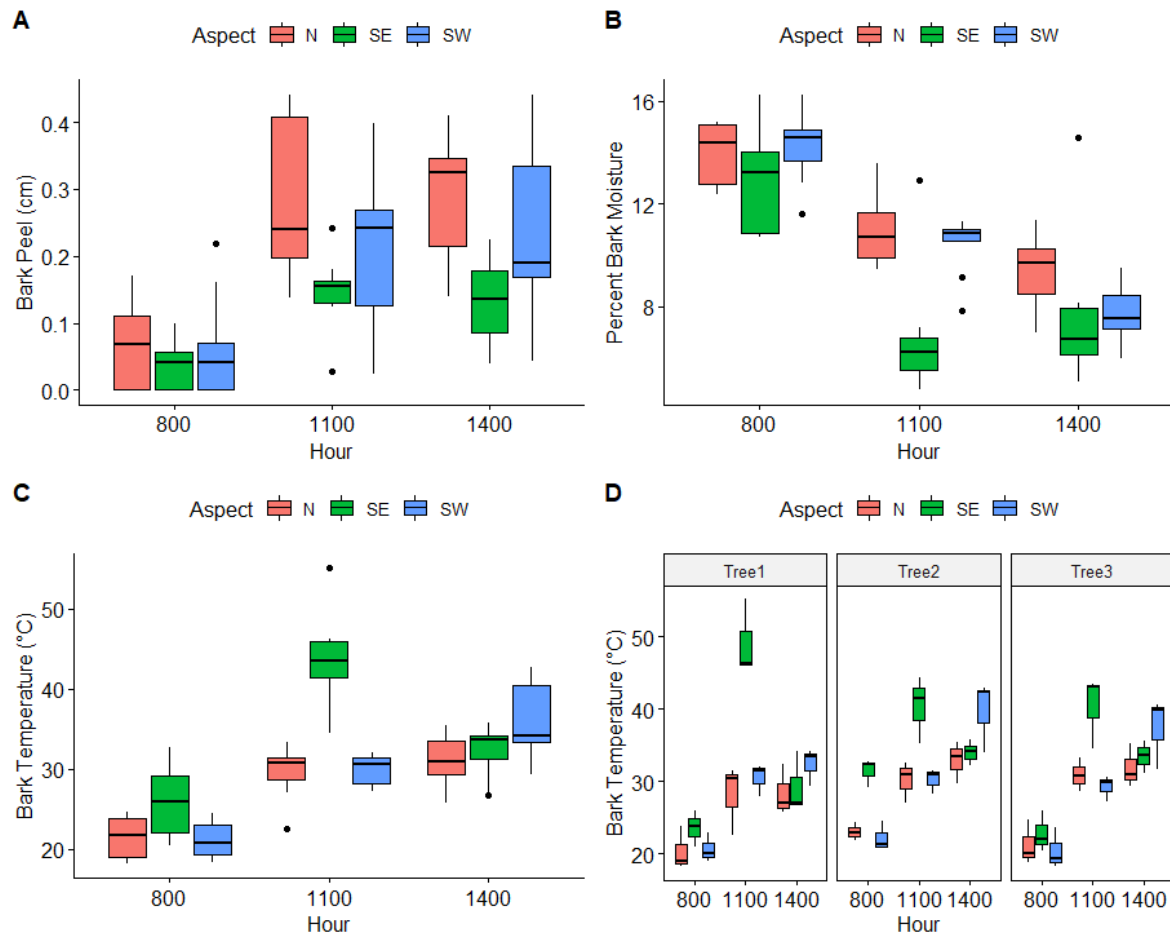 A
Aspect N SE SW
Bark Peel (cm)
0.4
0.3
0.2
0.1
0.0
800 1100 1400
Hour
B
Aspect N SE SW
Percent Bark Moisture
16
12
8
800 1100 1400
Hour
C
Aspect N SE SW
Bark Temperature (°C)
50
40
30
20
800 1100 1400
Hour
D
Aspect N SE SW
Tree1 Tree2 Tree3
Bark Temperature (°C)
50
40
30
20
800 1100 1400 800 1100 1400 800 1100 1400
Hour